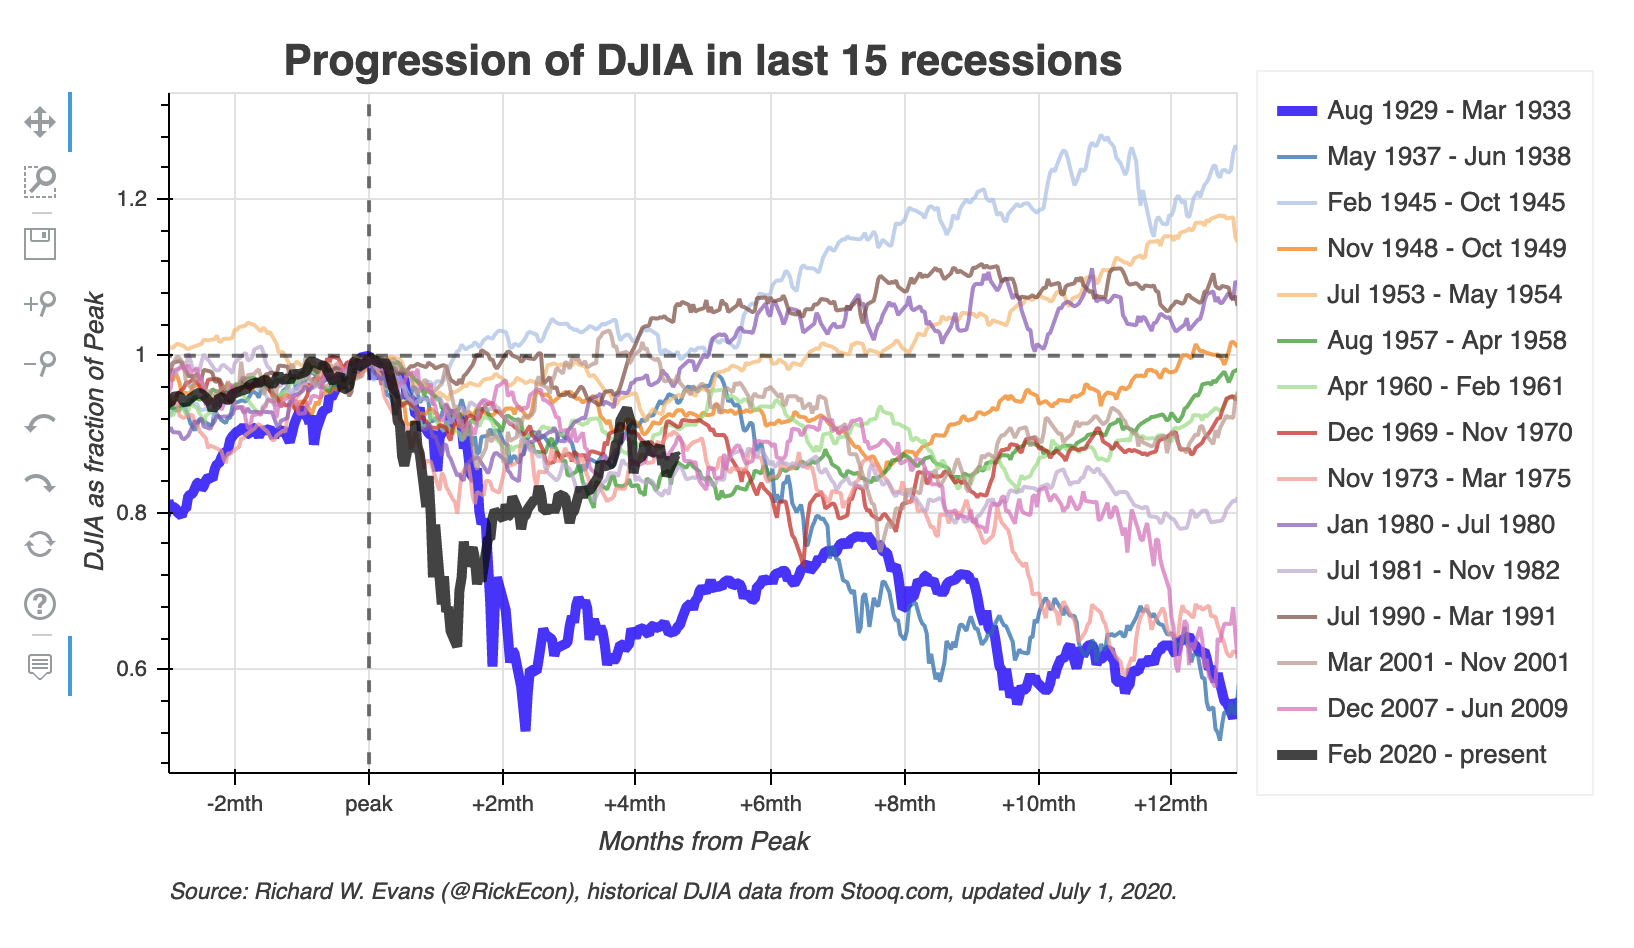 Progression of DJIA in last 15 recessions
DJIA as fraction of Peak
1.2
1
0.8
0.6
-2mth
peak
+2mth
+4mth
+6mth
+8mth
+10mth
+12mth
Months from Peak
Aug 1929 - Mar 1933
May 1937 - Jun 1938
Feb 1945 - Oct 1945
Nov 1948 - Oct 1949
Jul 1953 - May 1954
Aug 1957 - Apr 1958
Apr 1960 - Feb 1961
Dec 1969 - Nov 1970
Nov 1973 - Mar 1975
Jan 1980 - Jul 1980
Jul 1981 - Nov 1982
Jul 1990 - Mar 1991
Mar 2001 - Nov 2001
Dec 2007 - Jun 2009
Feb 2020 - present
Source: Richard W. Evans (@RickEcon), historical DJIA data from Stooq.com, updated July 1, 2020.